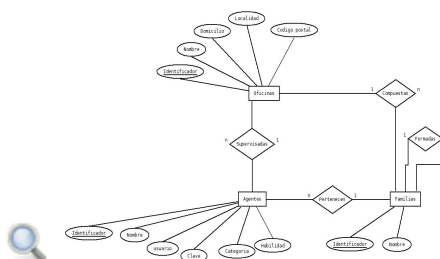 Localidad
Domicilio
Codigo postal
Nombre
Identificador
Oficinas
1
Compuestas
n
1
Formadas
n
Supervisadas
1
Agentes
n
Perteneces
1
Familias
Identificador
Nombre
usuario
Clave
Categoria
Habilidad
Identificador
Nombre